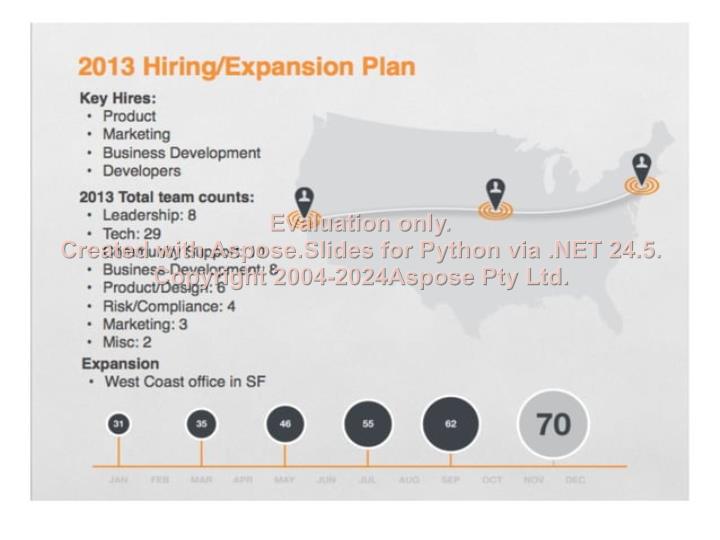 2013 Hiring/Expansion Plan
Key Hires:
• Product
• Marketing
• Business Development
• Developers
2013 Total team counts:
• Leadership: 8
• Tech: 29
• Community Support: 10
• Business Development: 8
• Product/Design: 6
• Risk/Compliance: 4
• Marketing: 3
• Misc: 2
Evaluation only.
Created with Aspose.Slides for Python via .NET 24.5.
Copyright 2004-2024Aspose Pty Ltd.
Expansion
• West Coast office in SF
31 35 46 55 62 70
JAN FEB MAR APR MAY JUN JUL AUG SEP OCT NOV DEC